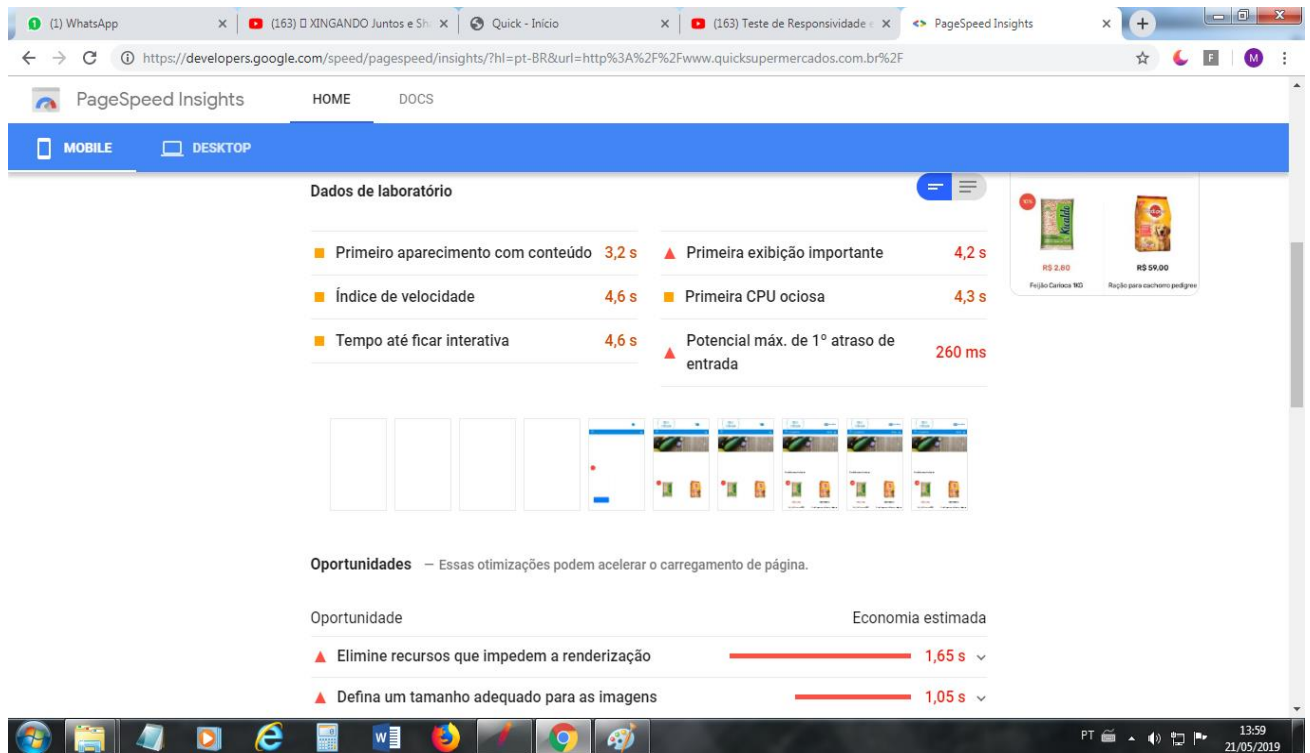 (1) WhatsApp
(163) XINGANDO Juntos e Sh
Quick - Início
(163) Teste de Responsividade e
PageSpeed Insights
https://developers.google.com/speed/pagespeed/insights/?hl=pt-BR&url=http%3A%2F%2Fwww.quicksupermercados.com.br%2F
PageSpeed Insights
HOME
DOCS
MOBILE
DESKTOP
Dados de laboratório
Primeiro aparecimento com conteúdo 3,2 s
Primeira exibição importante 4,2 s
Índice de velocidade 4,6 s
Primeira CPU ociosa 4,3 s
Tempo até ficar interativa 4,6 s
Potencial máx. de 1º atraso de
entrada
260 ms
R$ 2,80
R$ 59,00
Feijão Carioca 1KG
Ração para cachorro pedigree
Oportunidades — Essas otimizações podem acelerar o carregamento de página.
Oportunidade
Economia estimada
Elimine recursos que impedem a renderização 1,65 s
Defina um tamanho adequado para as imagens 1,05 s
PT
13:59
21/05/2019